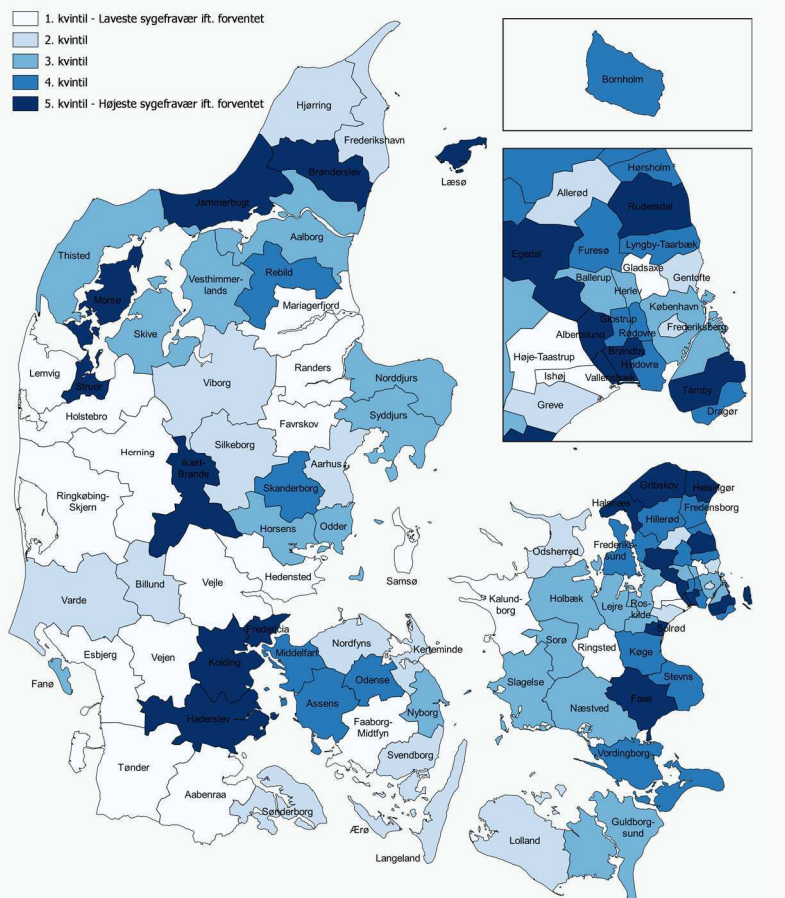 1. kvintil - Laveste sygefravær ift. forventet
2. kvintil
3. kvintil
4. kvintil
5. kvintil - Højeste sygefravær ift. forventet
Hjørring
Frederikshavn
Brønderslev
Læsø
Jammerbugt
Aalborg
Thisted
Vesthimmer-
lands
Rebild
Morsø
Mariagerfjord
Skive
Lemvig
Struer
Viborg
Randers
Norddjurs
Holstebro
Syddjurs
Favrskov
Herning
Silkeborg
Ikast-
Brande
Aarhus
Skanderborg
Ringkøbing-
Skjern
Horsens
Odder
Hedensted
Samsø
Billund
Vejle
Varde
Fredericia
Esbjerg
Vejen
Kolding
Fanø
Haderslev
Tønder
Aabenraa
Sønderborg
Nordfyns
Kerteminde
Middelfart
Odense
Assens
Nyborg
Faaborg-
Midtfyn
Svendborg
Ærø
Langeland
Bornholm
Hørsholm
Allerød
Rudersdal
Egedal
Furesø
Lyngby-Taarbæk
Gladsaxe
Ballerup
Gentofte
Herlev
København
Glostrup
Frederiksberg
Albertslund
Rødovre
Høje-Taastrup
Brøndby
Hvidovre
Ishøj
Vallensbæk
Tårnby
Greve
Dragør
Gribskov
Helsingør
Halsnæs
Hillerød
Fredensborg
Frederiks-
sund
Odsherred
Kalund-
borg
Holbæk
Lejre
Ros-
kilde
Solrød
Sorø
Ringsted
Køge
Stevns
Slagelse
Næstved
Faxe
Vordingborg
Guldborg-
sund
Lolland